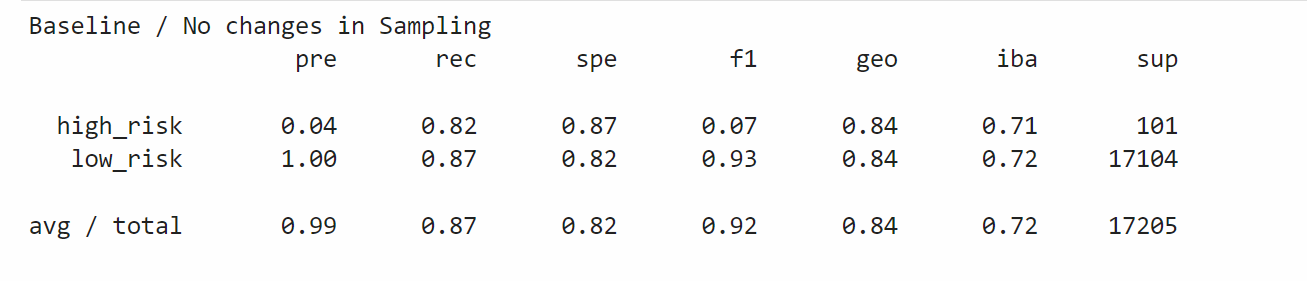 Baseline / No changes in Sampling
pre rec spe f1 geo iba sup
high_risk 0.04 0.82 0.87 0.07 0.84 0.71 101
low_risk 1.00 0.87 0.82 0.93 0.84 0.72 17104
avg / total 0.99 0.87 0.82 0.92 0.84 0.72 17205